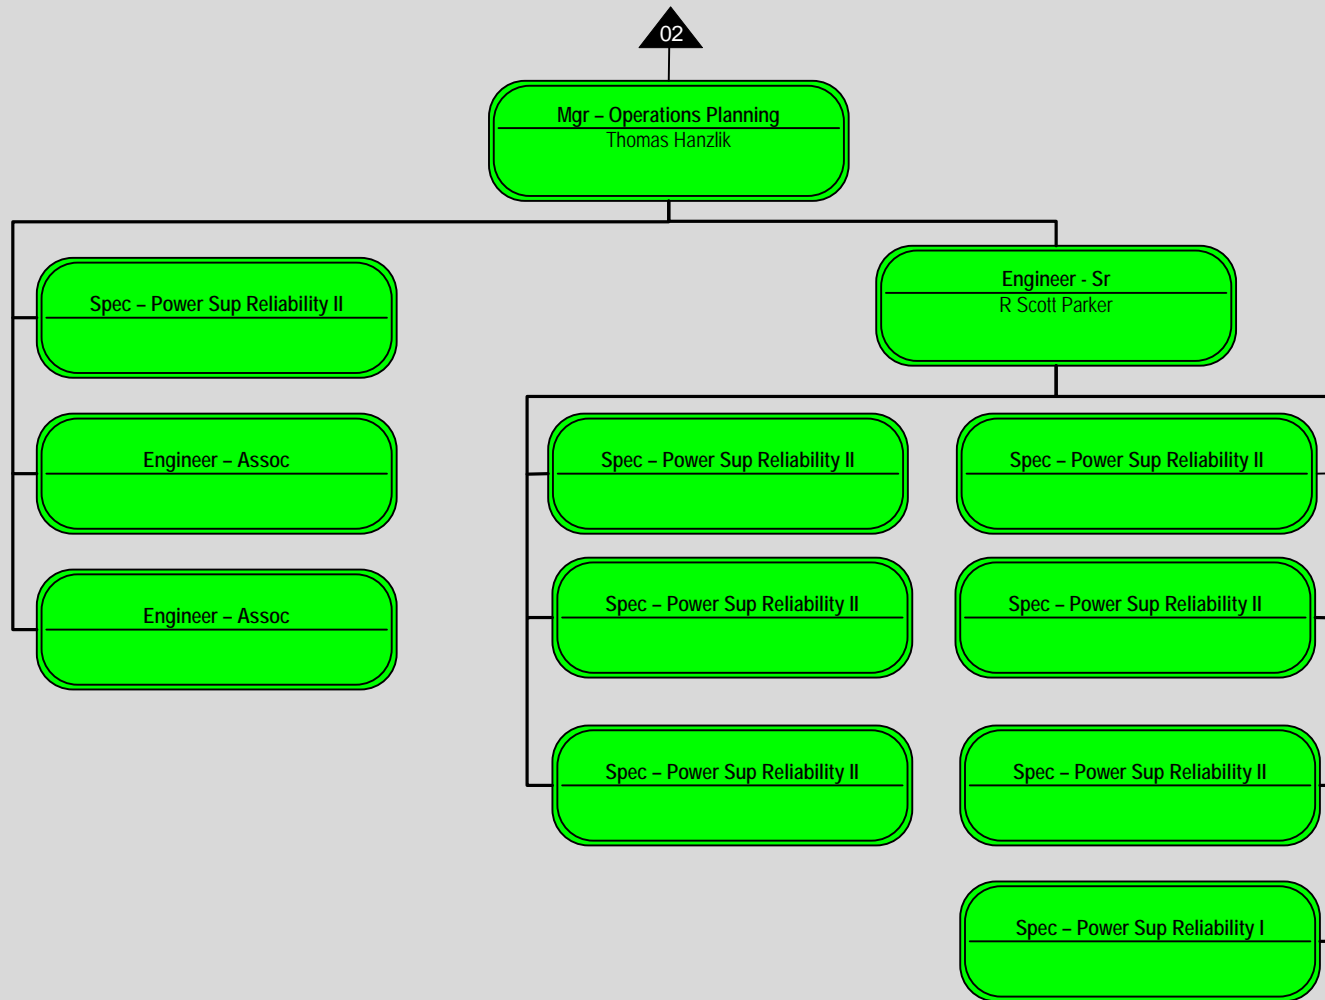 02
Mgr – Operations Planning
Thomas Hanzlik
Spec – Power Sup Reliability II
Engineer – Assoc
Engineer – Assoc
Engineer - Sr
R Scott Parker
Spec – Power Sup Reliability II
Spec – Power Sup Reliability II
Spec – Power Sup Reliability II
Spec – Power Sup Reliability II
Spec – Power Sup Reliability II
Spec – Power Sup Reliability II
Spec – Power Sup Reliability I